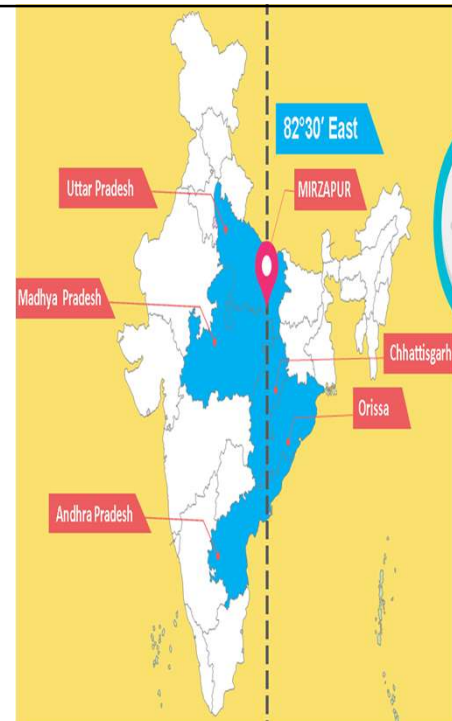 82°30′ East
Uttar Pradesh
MIRZAPUR
Madhya Pradesh
Chhattisgarh
Orissa
Andhra Pradesh